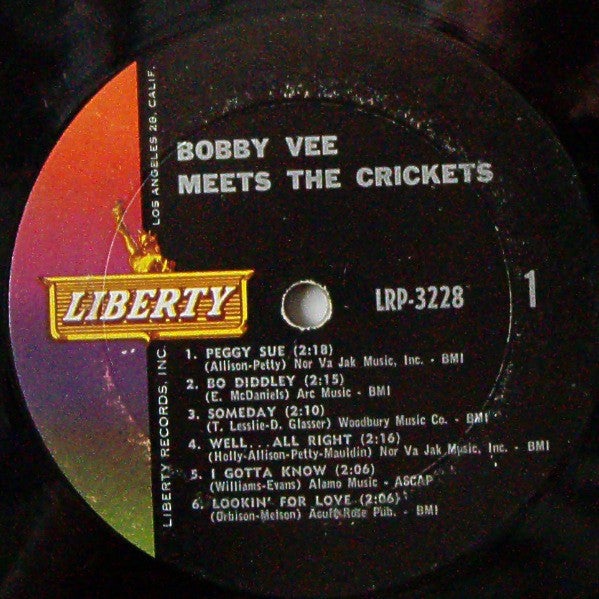 BOBBY VEE
MEETS THE CRICKETS
LIBERTY
LRP-3228
1
1. PEGGY SUE (2:18)
(Allison-Petty) Nor Va Jak Music, Inc. - BMI
2. BO DIDDLEY (2:15)
(E. McDaniels) Arc Music - BMI
3. SOMEDAY (2:10)
(T. Lesslie-D. Glasser) Woodbury Music Co. - BMI
4. WELL...ALL RIGHT (2:16)
(Holly-Allison-Petty-Mauldin) Nor Va Jak Music, Inc. - BMI
5. I GOTTA KNOW (2:06)
(Williams-Evans) Alamo Music - ASCAP
6. LOOKIN' FOR LOVE (2:06)
(Orbison-Melson) Acuff-Rose Pub. - BMI
LIBERTY RECORDS, INC.
LOS ANGELES 28, CALIF.